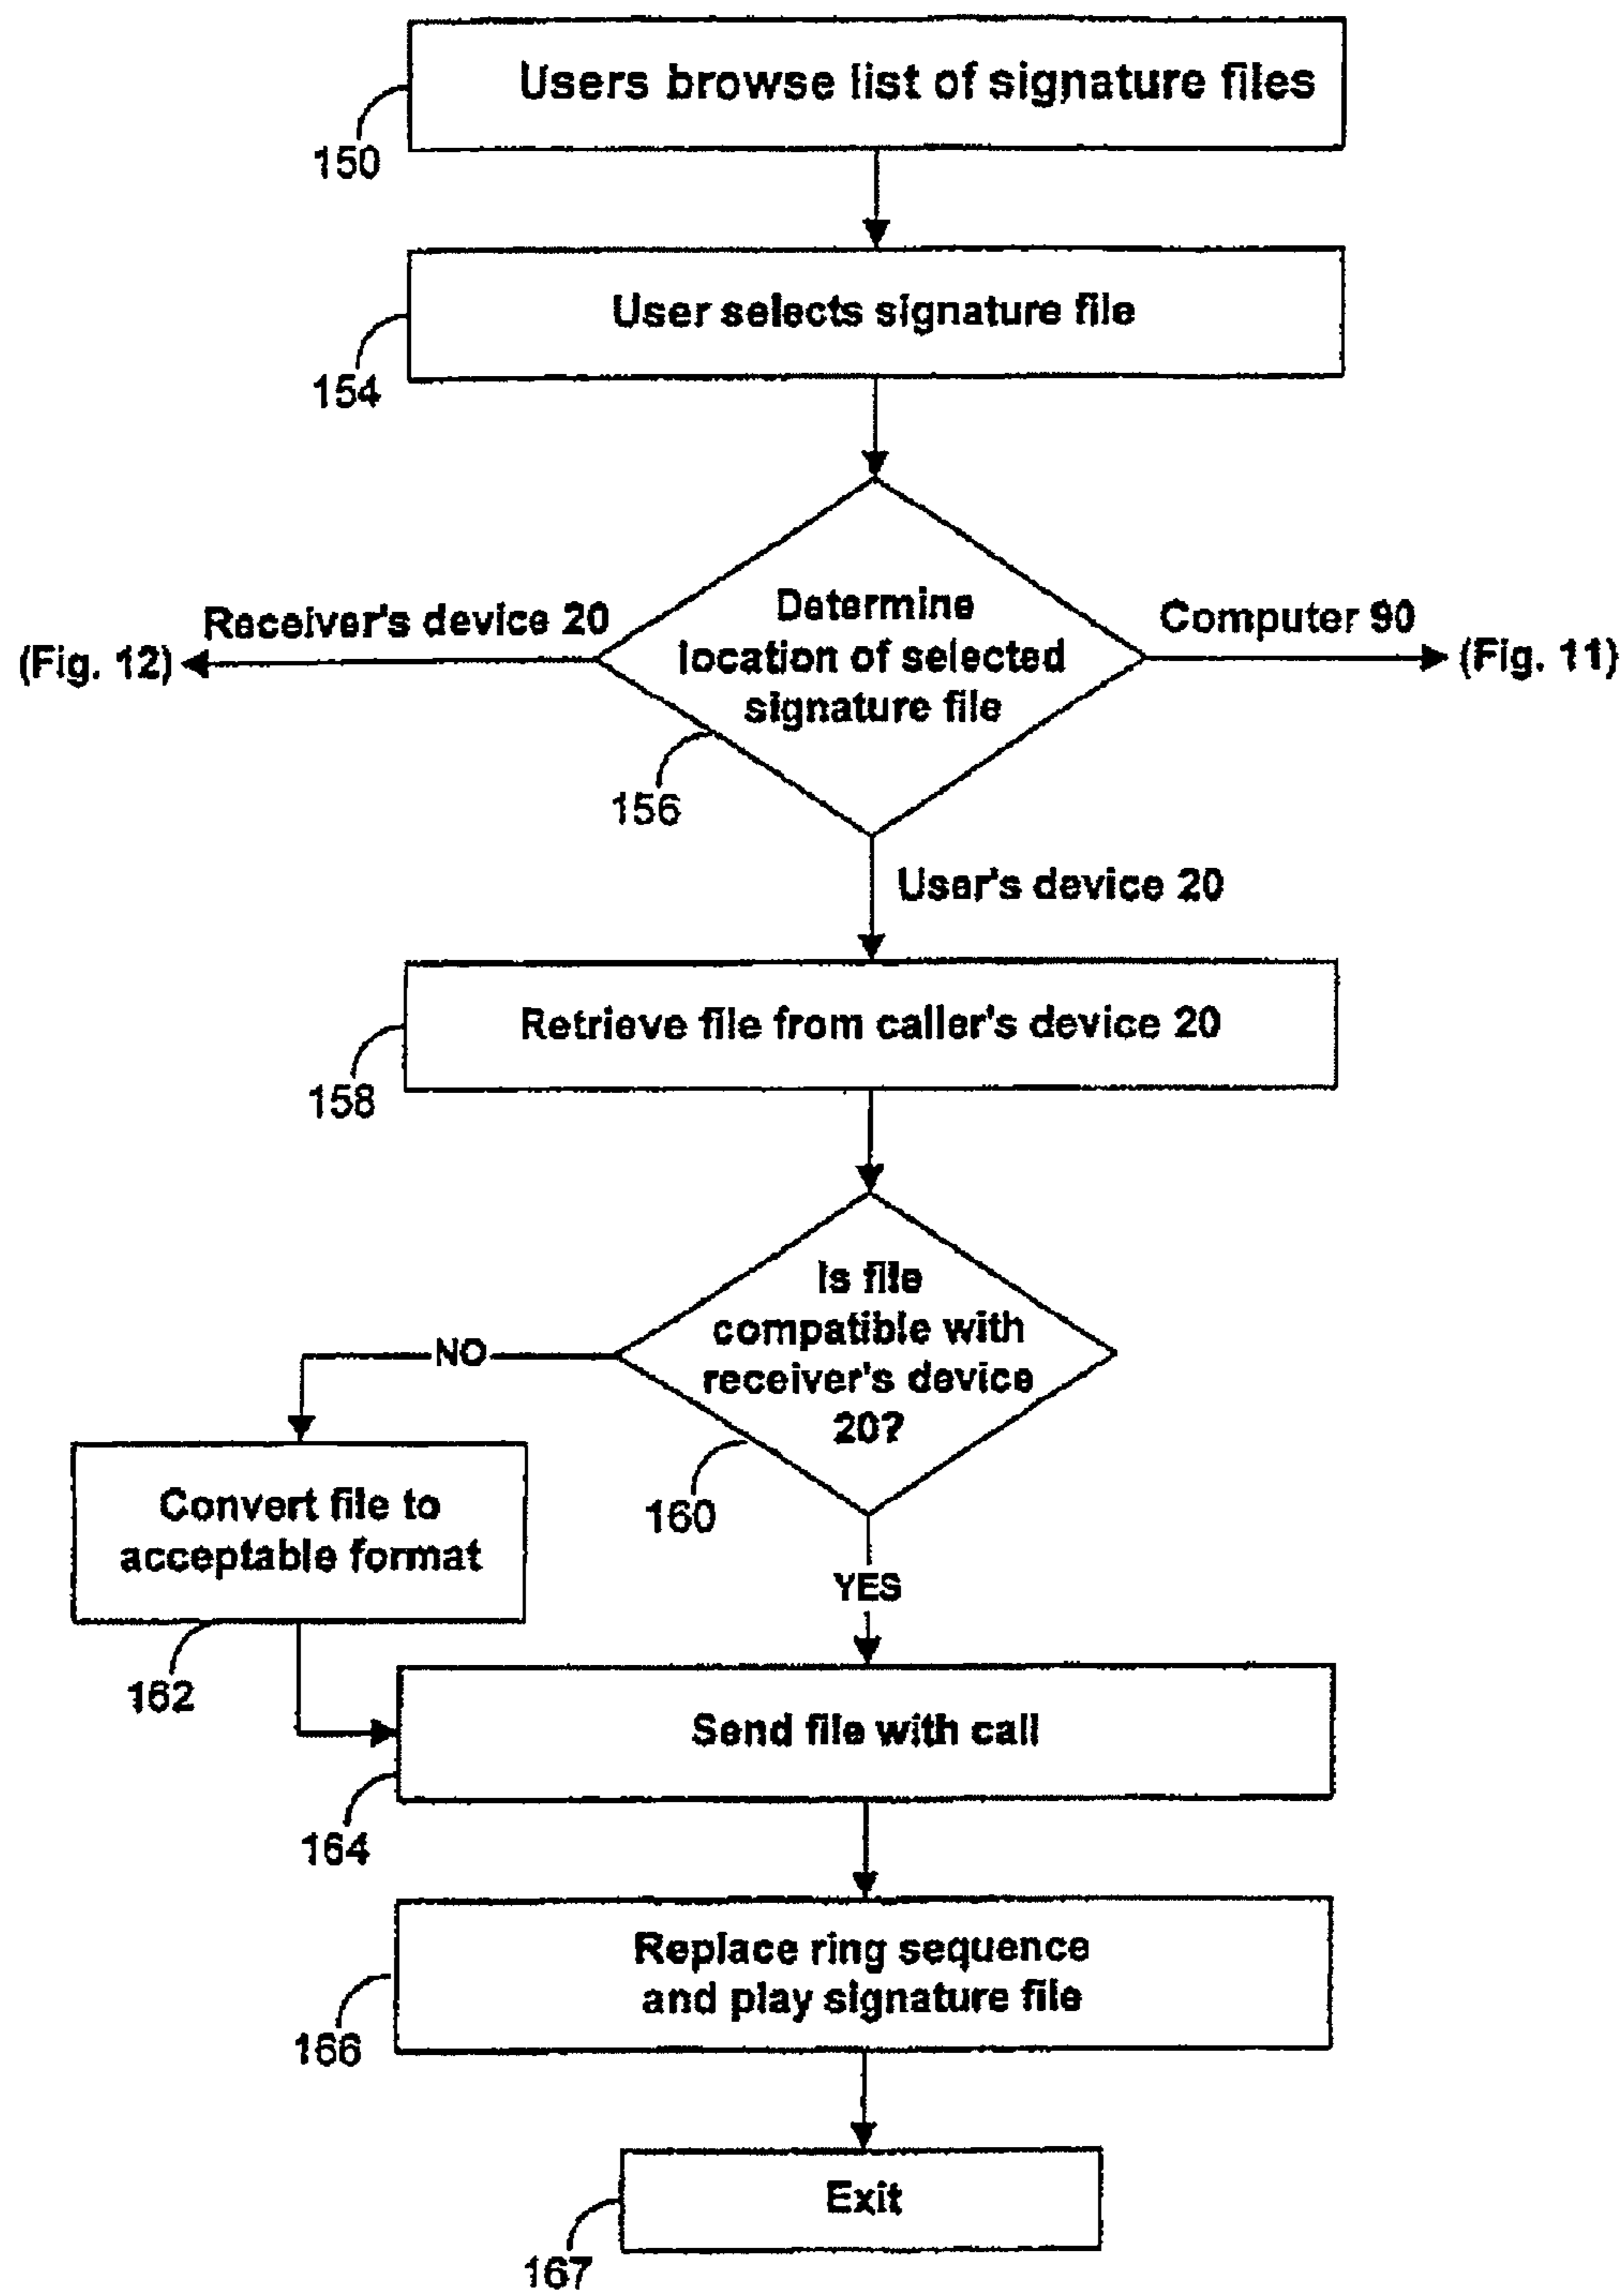 Users browse list of signature files
150
User selects signature file
154
Determine
location of selected
signature file
156
Receiver's device 20
(Fig. 12)
Computer 90
(Fig. 11)
User's device 20
Retrieve file from caller's device 20
158
Is file
compatible with
receiver's device
20?
160
NO
Convert file to
acceptable format
162
YES
Send file with call
164
Replace ring sequence
and play signature file
166
Exit
167